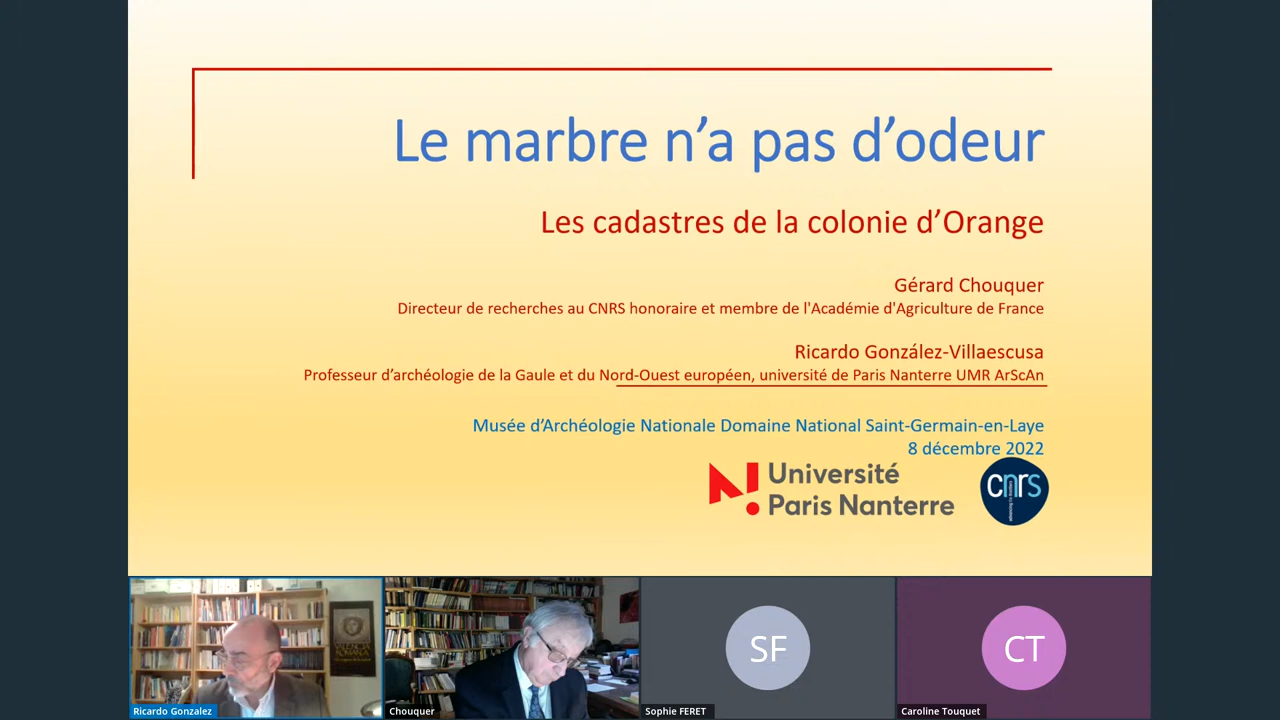 Le marbre n’a pas d’odeur
Les cadastres de la colonie d’Orange
Gérard Chouquer
Directeur de recherches au CNRS honoraire et membre de l'Académie d'Agriculture de France
Ricardo González-Villaescusa
Professeur d’archéologie de la Gaule et du Nord-Ouest européen, université de Paris Nanterre UMR ArScAn
Musée d’Archéologie Nationale Domaine National Saint-Germain-en-Laye
8 décembre 2022
Université
Paris Nanterre
cnrs
VALENTIA
ROMANA
SF
CT
Ricardo Gonzalez
Chouquer
Sophie FERET
Caroline Touquet